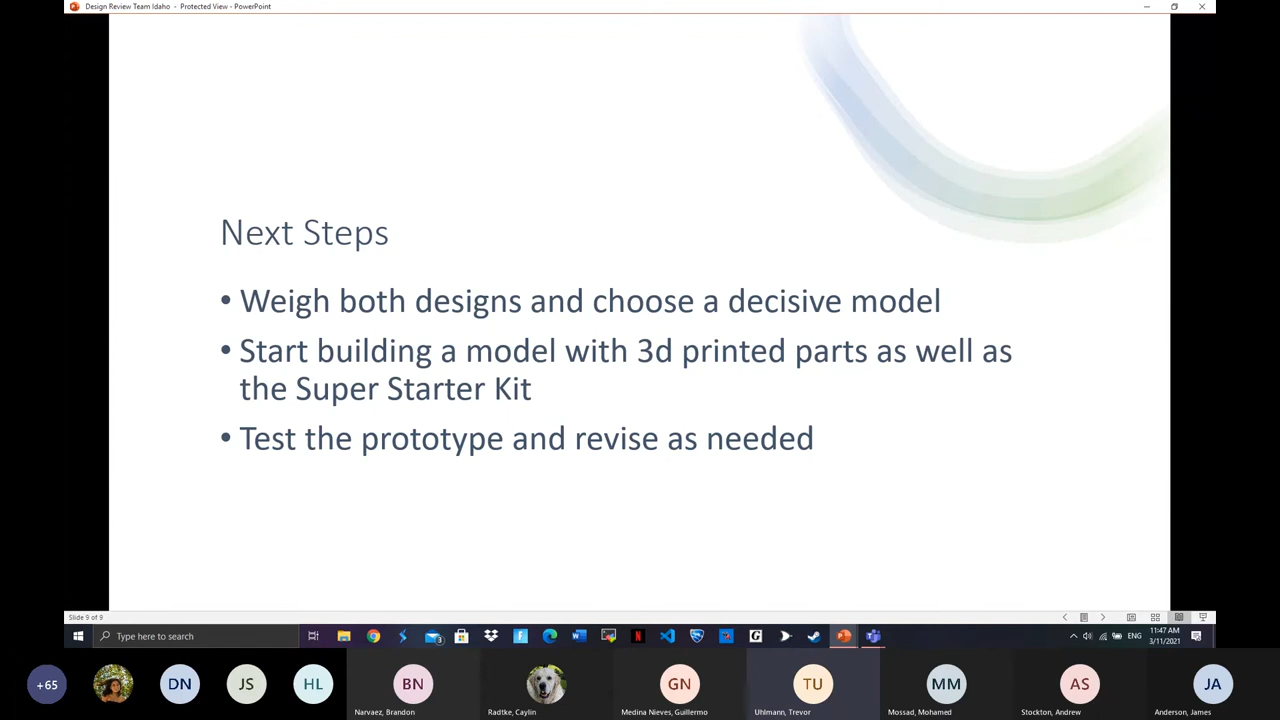 Design Review Team Idaho - Protected View - PowerPoint
Next Steps
• Weigh both designs and choose a decisive model
• Start building a model with 3d printed parts as well as
the Super Starter Kit
• Test the prototype and revise as needed
Slide 9 of 9
Type here to search
3
G
ENG
11:47 AM
3/11/2021
+65
DN
JS
HL
BN
GN
TU
MM
AS
JA
Narvaez, Brandon
Radtke, Caylin
Medina Nieves, Guillermo
Uhlmann, Trevor
Mossad, Mohamed
Stockton, Andrew
Anderson, James